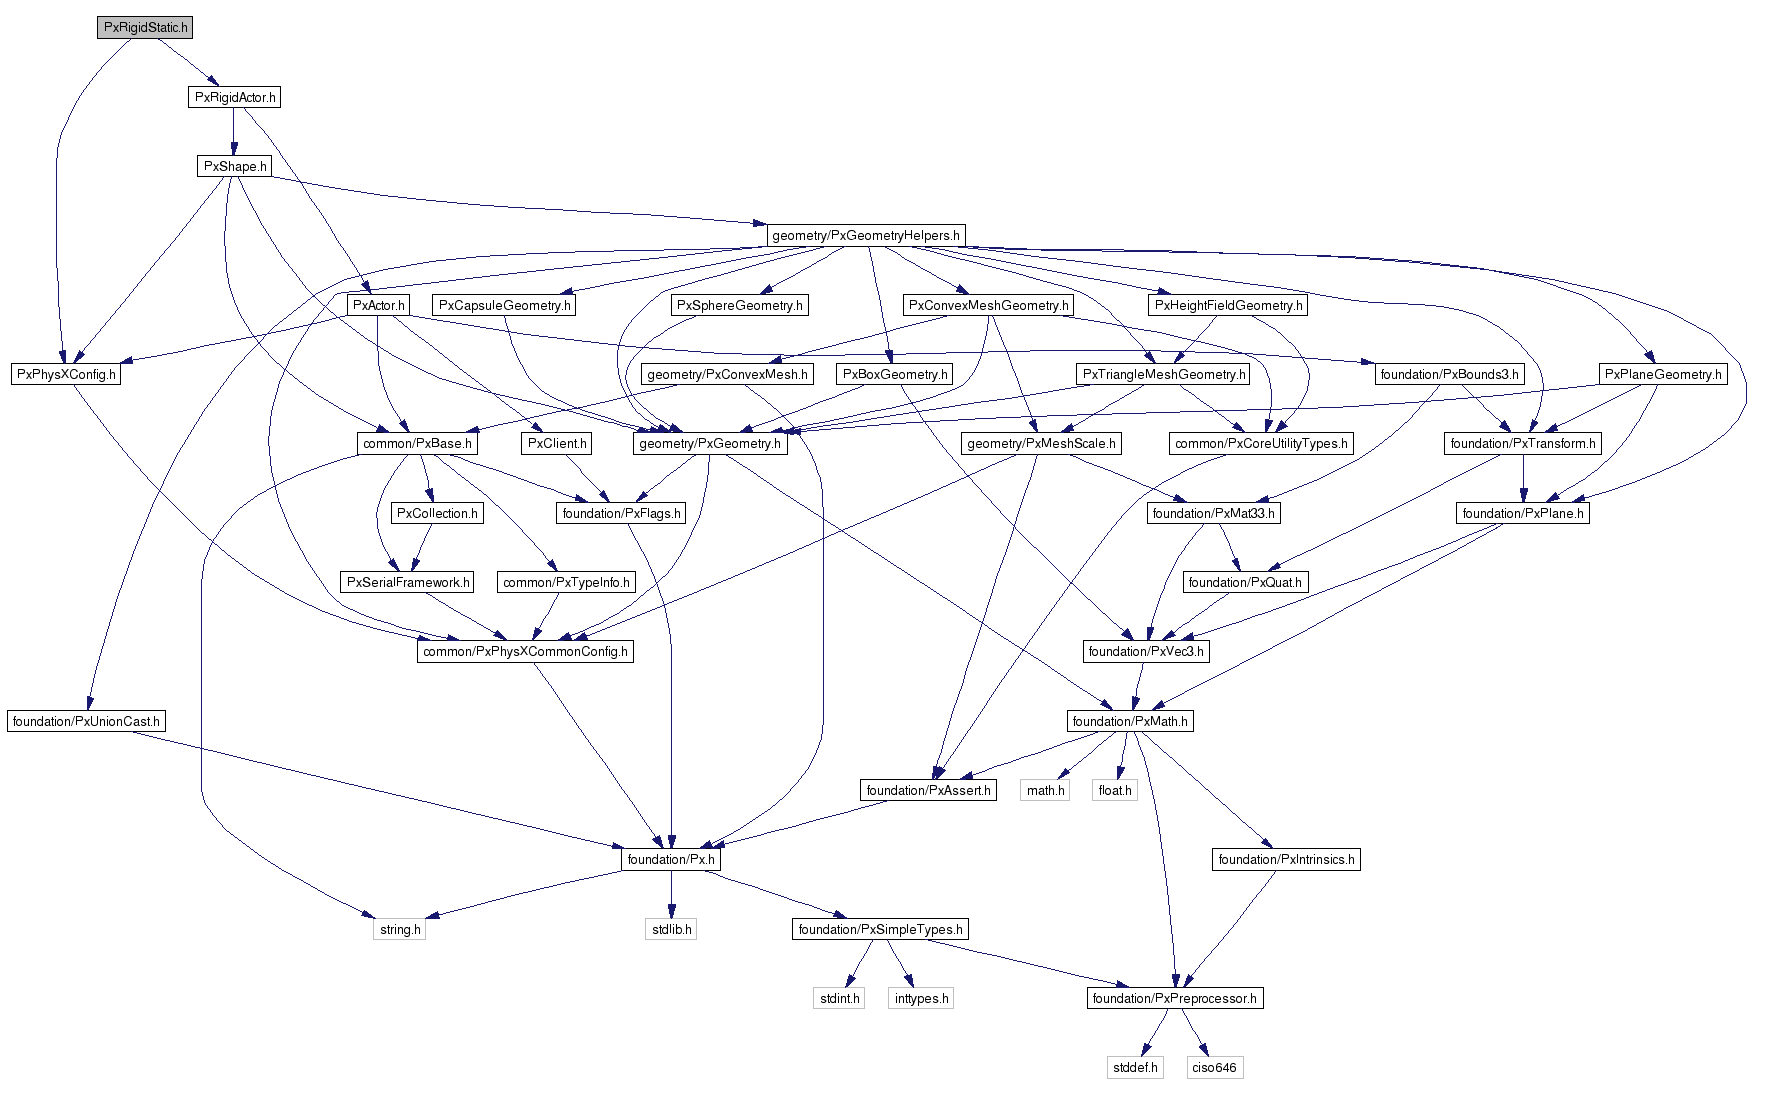 PxRigidStatic.h
PxRigidActor.h
PxShape.h
geometry/PxGeometryHelpers.h
PxActor.h
PxCapsuleGeometry.h
PxSphereGeometry.h
PxConvexMeshGeometry.h
PxHeightFieldGeometry.h
PxPhysXConfig.h
geometry/PxConvexMesh.h
PxBoxGeometry.h
PxTriangleMeshGeometry.h
foundation/PxBounds3.h
PxPlaneGeometry.h
common/PxBase.h
PxClient.h
geometry/PxGeometry.h
geometry/PxMeshScale.h
common/PxCoreUtilityTypes.h
foundation/PxTransform.h
PxCollection.h
foundation/PxFlags.h
foundation/PxMat33.h
foundation/PxPlane.h
PxSerialFramework.h
common/PxTypeInfo.h
foundation/PxQuat.h
common/PxPhysXCommonConfig.h
foundation/PxVec3.h
foundation/PxUnionCast.h
foundation/PxMath.h
foundation/PxAssert.h
math.h
float.h
foundation/Px.h
foundation/PxIntrinsics.h
string.h
stdlib.h
foundation/PxSimpleTypes.h
stdint.h
inttypes.h
foundation/PxPreprocessor.h
stddef.h
ciso646